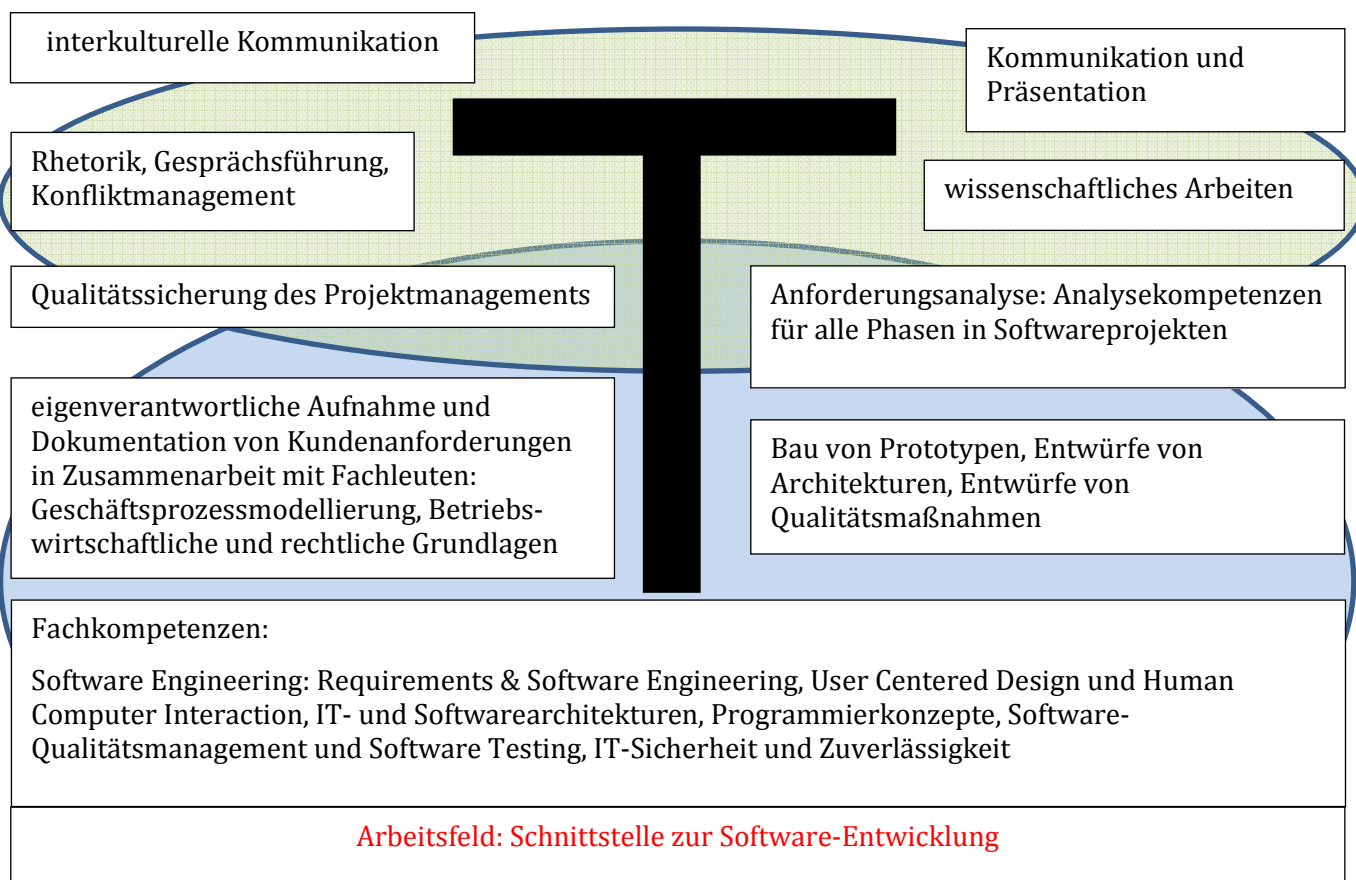 interkulturelle Kommunikation
Kommunikation und
Präsentation
Rhetorik, Gesprächsführung,
Konfliktmanagement
wissenschaftliches Arbeiten
Qualitätssicherung des Projektmanagements
Anforderungsanalyse: Analysekompetenzen
für alle Phasen in Softwareprojekten
eigenverantwortliche Aufnahme und
Dokumentation von Kundenanforderungen
in Zusammenarbeit mit Fachleuten:
Geschäftsprozessmodellierung, Betriebs-
wirtschaftliche und rechtliche Grundlagen
Bau von Prototypen, Entwürfe von
Architekturen, Entwürfe von
Qualitätsmaßnahmen
Fachkompetenzen:
Software Engineering: Requirements & Software Engineering, User Centered Design und Human
Computer Interaction, IT- und Softwarearchitekturen, Programmierkonzepte, Software-
Qualitätsmanagement und Software Testing, IT-Sicherheit und Zuverlässigkeit
Arbeitsfeld: Schnittstelle zur Software-Entwicklung